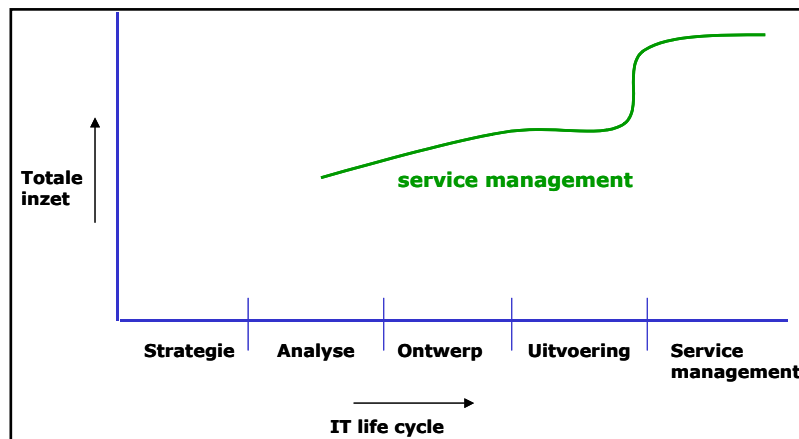 Totale
inzet
service management
Strategie
Analyse
Ontwerp
Uitvoering
Service
management
IT life cycle